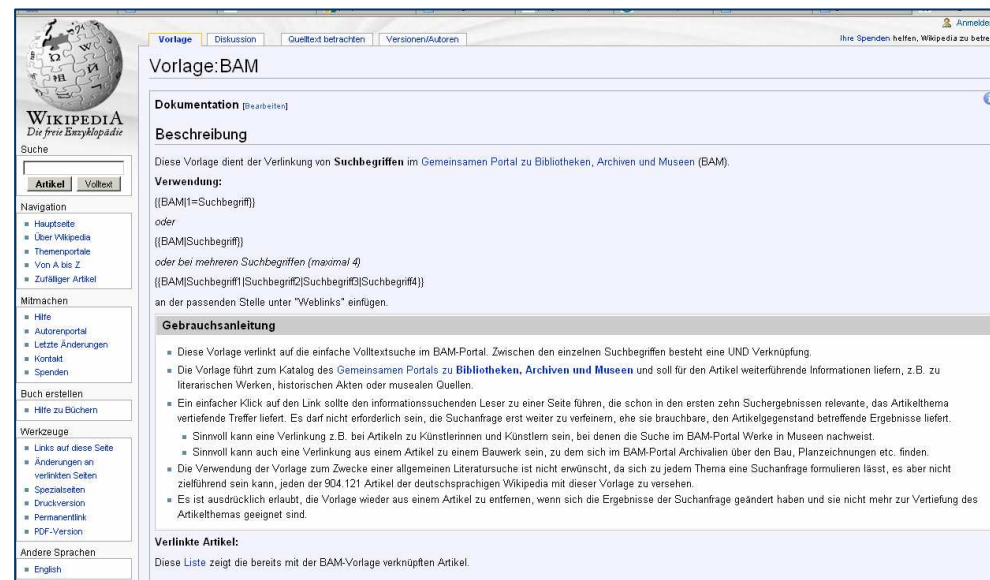 Anmelde
Vorlage Diskussion Quelltext betrachten Versionen/Autoren
Ihre Spenden helfen, Wikipedia zu betre
WIKIPEDIA
Die freie Enzyklopädie
Suche
Artikel Volltext
Navigation
Hauptseite
Über Wikipedia
Themenportale
Von A bis Z
Zufälliger Artikel
Mitmachen
Hilfe
Autorenportal
Letzte Änderungen
Kontakt
Spenden
Buch erstellen
Hilfe zu Büchern
Werkzeuge
Links auf diese Seite
Änderungen an
verlinkten Seiten
Spezialseiten
Druckversion
Permanentlink
PDF-Version
Andere Sprachen
English
Vorlage:BAM
Dokumentation [Bearbeiten]
Beschreibung
Diese Vorlage dient der Verlinkung von Suchbegriffen im Gemeinsamen Portal zu Bibliotheken, Archiven und Museen (BAM).
Verwendung:
{{BAM|1=Suchbegriff}}
oder
{{BAM|Suchbegriff}}
oder bei mehreren Suchbegriffen (maximal 4)
{{BAM|Suchbegriff1|Suchbegriff2|Suchbegriff3|Suchbegriff4}}
an der passenden Stelle unter "Weblinks" einfügen.
Gebrauchsanleitung
Diese Vorlage verlinkt auf die einfache Volltextsuche im BAM-Portal. Zwischen den einzelnen Suchbegriffen besteht eine UND Verknüpfung.
Die Vorlage führt zum Katalog des Gemeinsamen Portals zu Bibliotheken, Archiven und Museen und soll für den Artikel weiterführende Informationen liefern, z.B. zu
literarischen Werken, historischen Akten oder musealen Quellen.
Ein einfacher Klick auf den Link sollte den informationssuchenden Leser zu einer Seite führen, die schon in den ersten zehn Suchergebnissen relevante, das Artikelthema
vertiefende Treffer liefert. Es darf nicht erforderlich sein, die Suchanfrage erst weiter zu verfeinern, ehe sie brauchbare, den Artikelgegenstand betreffende Ergebnisse liefert.
Sinnvoll kann eine Verlinkung z.B. bei Artikeln zu Künstlerinnen und Künstlern sein, bei denen die Suche im BAM-Portal Werke in Museen nachweist.
Sinnvoll kann auch eine Verlinkung aus einem Artikel zu einem Bauwerk sein, zu dem sich im BAM-Portal Archivalien über den Bau, Planzeichnungen etc. finden.
Die Verwendung der Vorlage zum Zwecke einer allgemeinen Literatursuche ist nicht erwünscht, da sich zu jedem Thema eine Suchanfrage formulieren lässt, es aber nicht
zielführend sein kann, jeden der 904.121 Artikel der deutschsprachigen Wikipedia mit dieser Vorlage zu versehen.
Es ist ausdrücklich erlaubt, die Vorlage wieder aus einem Artikel zu entfernen, wenn sich die Ergebnisse der Suchanfrage geändert haben und sie nicht mehr zur Vertiefung des
Artikelthemas geeignet sind.
Verlinkte Artikel:
Diese Liste zeigt die bereits mit der BAM-Vorlage verknüpften Artikel.